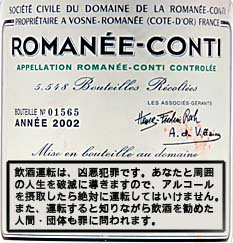 SOCIÉTÉ CIVILE DU DOMAINE DE LA ROMANÉE-CONTI
PROPRIÉTAIRE A VOSNE-ROMANÉE (COTE-D'OR) FRANCE
ROMANÉE-CONTI
APPELLATION ROMANÉE-CONTI CONTROLÉE
5.548 Bouteilles Récoltées
LES ASSOCIÉS-GÉRANTS
BOUTEILLE Nº 01565
ANNÉE 2002
A. de Villaine
Mise en bouteille au domaine
飲酒運転は、凶悪犯罪です。あなたと周囲
の人生を破滅に導きますので、アルコール
を摂取したら絶対に運転してはいけません。
また、運転すると知りながら飲酒を勧めた
人間・団体も罪に問われます。